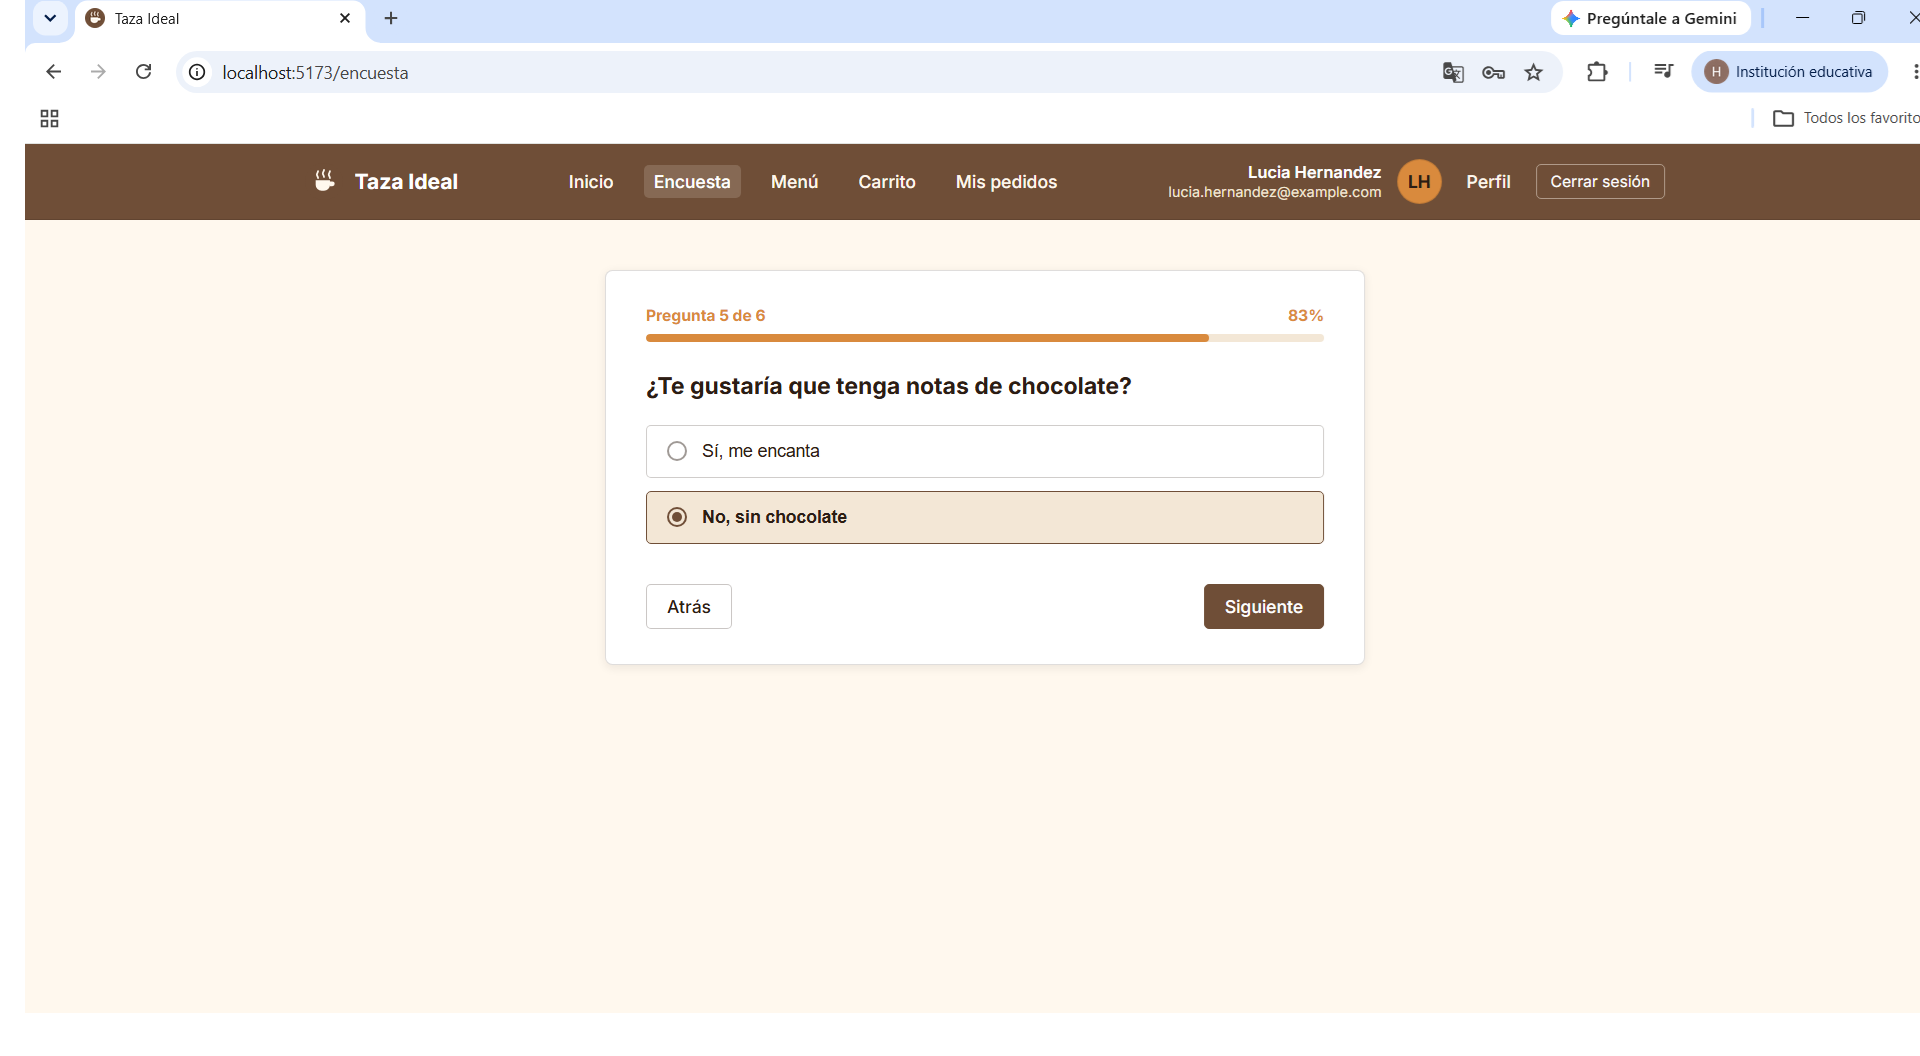 Taza Ideal
Pregúntale a Gemini
localhost:5173/encuesta
H Institución educativa
Todos los favorito
Taza Ideal
Inicio
Encuesta
Menú
Carrito
Mis pedidos
Lucia Hernandez
lucia.hernandez@example.com
LH
Perfil
Cerrar sesión
Pregunta 5 de 6
83%
¿Te gustaría que tenga notas de chocolate?
Sí, me encanta
No, sin chocolate
Atrás
Siguiente